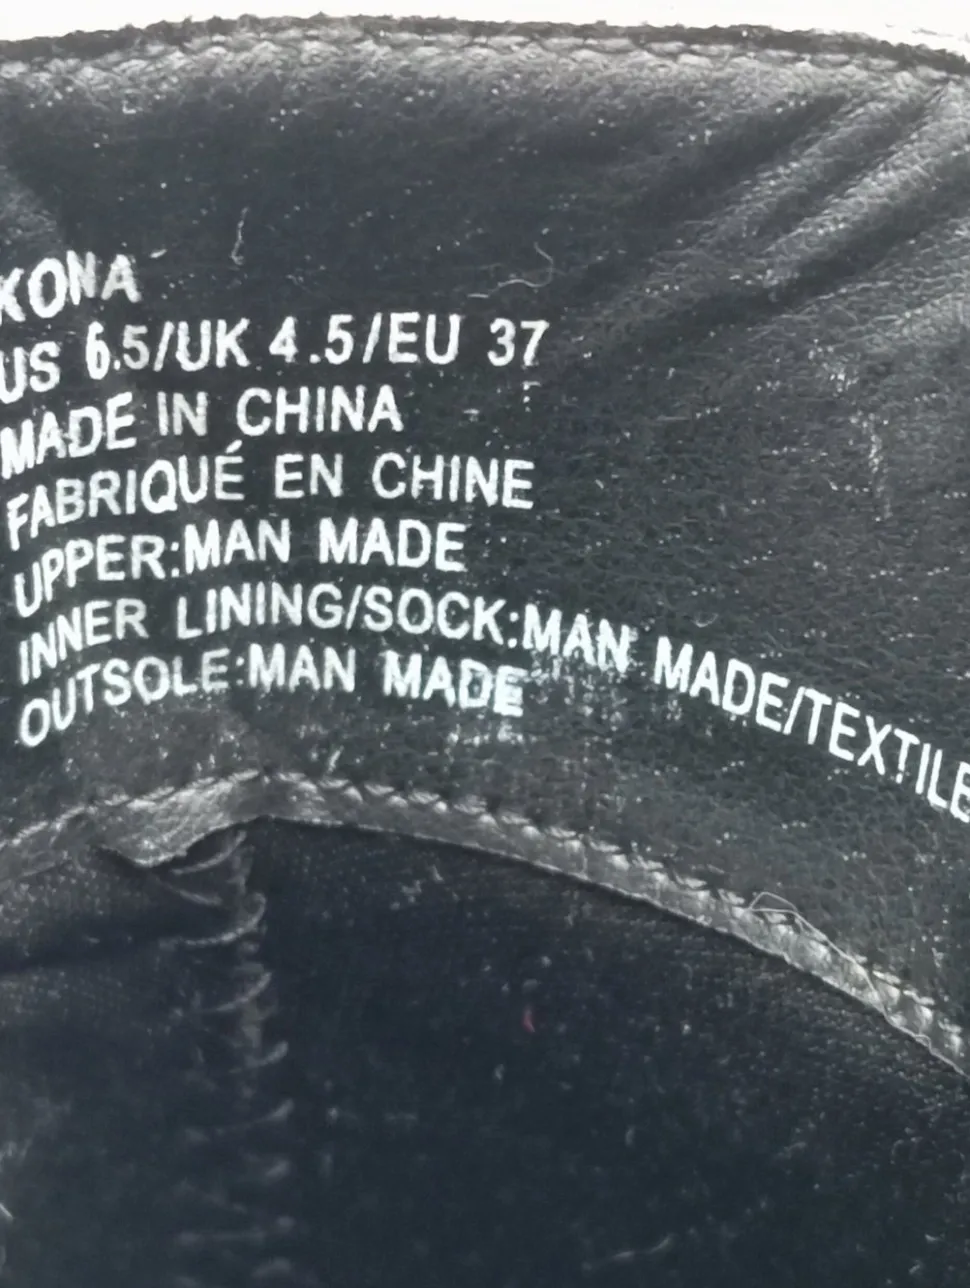 KONA
US 6.5/UK 4.5/EU 37
MADE IN CHINA
FABRIQUÉ EN CHINE
UPPER:MAN MADE
INNER LINING/SOCK:MAN MADE/TEXTILE
OUTSOLE:MAN MADE